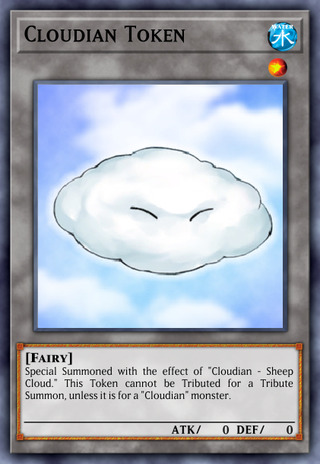 Cloudian Token
WATER
水
[Fairy]
Special Summoned with the effect of "Cloudian - Sheep
Cloud." This Token cannot be Tributed for a Tribute
Summon, unless it is for a "Cloudian" monster.
ATK/ 0 DEF/ 0